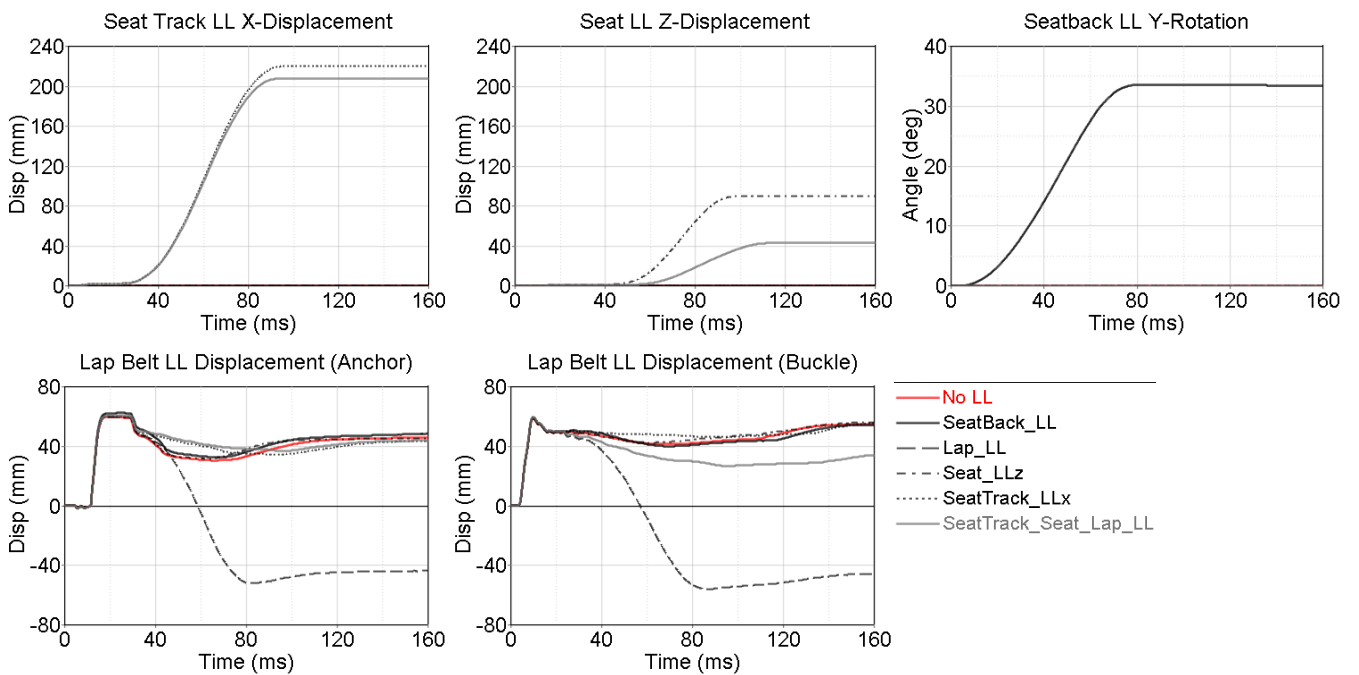 Seat Track LL X-Displacement
Seat LL Z-Displacement
Seatback LL Y-Rotation
Disp (mm)
240
200
160
120
80
40
0
0 40 80 120 160
Time (ms)
Disp (mm)
240
200
160
120
80
40
0
0 40 80 120 160
Time (ms)
Angle (deg)
40
30
20
10
0
0 40 80 120 160
Time (ms)
Lap Belt LL Displacement (Anchor)
Lap Belt LL Displacement (Buckle)
Disp (mm)
80
40
0
-40
-80
0 40 80 120 160
Time (ms)
Disp (mm)
80
40
0
-40
-80
0 40 80 120 160
Time (ms)
No LL
SeatBack_LL
Lap_LL
Seat_LLz
SeatTrack_LLx
SeatTrack_Seat_Lap_LL